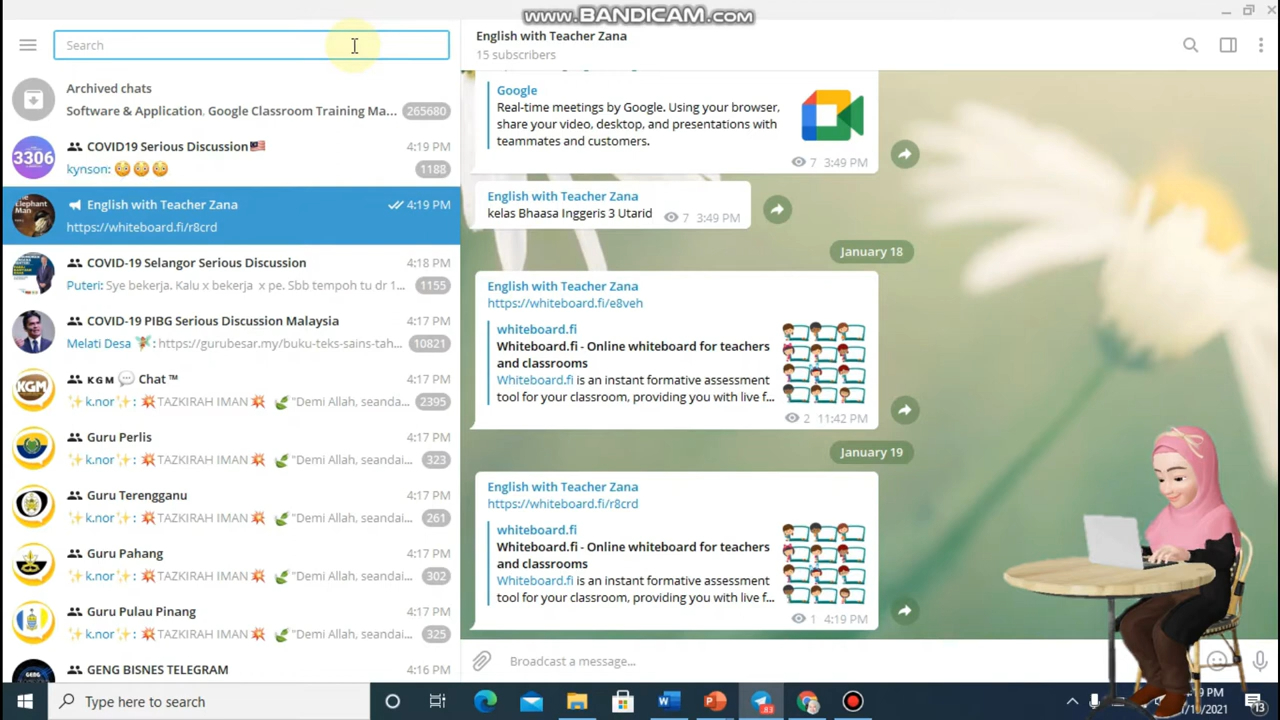 www.BANDICAM.com
Search
Archived chats
Software & Application, Google Classroom Training Ma...
265680
COVID19 Serious Discussion🇲🇾
4:19 PM
kynson: 😳😳😳
1188
3306
English with Teacher Zana
4:19 PM
https://whiteboard.fi/r8crd
COVID-19 Selangor Serious Discussion
4:18 PM
Puteri: Sye bekerja. Kalu x bekerja x pe. Sbb tempoh tu dr 1...
1155
COVID-19 PIBG Serious Discussion Malaysia
4:17 PM
Melati Desa : https://gurubesar.my/buku-teks-sains-tah...
10821
KGM 💬 Chat ™
4:17 PM
✨k.nor✨: 💥TAZKIRAH IMAN💥 🍃"Demi Allah, seanda...
2395
KGM
Guru Perlis
4:17 PM
✨k.nor✨: 💥TAZKIRAH IMAN💥 🍃"Demi Allah, seandai...
323
Guru Terengganu
4:17 PM
✨k.nor✨: 💥TAZKIRAH IMAN💥 🍃"Demi Allah, seandai...
261
Guru Pahang
4:17 PM
✨k.nor✨: 💥TAZKIRAH IMAN💥 🍃"Demi Allah, seandai...
302
Guru Pulau Pinang
4:17 PM
✨k.nor✨: 💥TAZKIRAH IMAN💥 🍃"Demi Allah, seandai...
325
GENG BISNES TELEGRAM
4:16 PM
English with Teacher Zana
15 subscribers
Google
Real-time meetings by Google. Using your browser,
share your video, desktop, and presentations with
teammates and customers.
7 3:49 PM
English with Teacher Zana
kelas Bhaasa Inggeris 3 Utarid
7 3:49 PM
January 18
English with Teacher Zana
https://whiteboard.fi/e8veh
whiteboard.fi
Whiteboard.fi - Online whiteboard for teachers
and classrooms
Whiteboard.fi is an instant formative assessment
tool for your classroom, providing you with live f...
2 11:42 PM
January 19
English with Teacher Zana
https://whiteboard.fi/r8crd
whiteboard.fi
Whiteboard.fi - Online whiteboard for teachers
and classrooms
Whiteboard.fi is an instant formative assessment
tool for your classroom, providing you with live f...
1 4:19 PM
Broadcast a message...
Type here to search
13